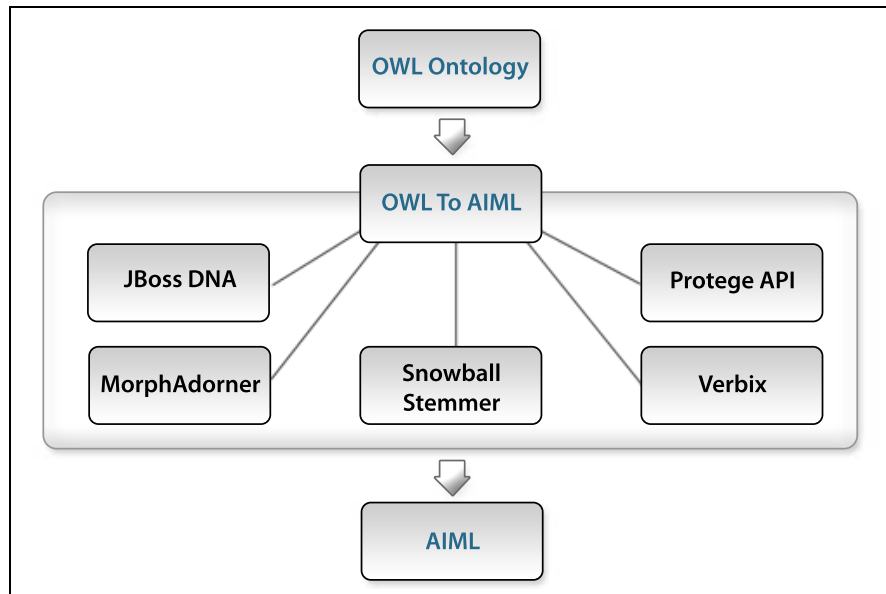 OWL Ontology
OWL To AIML
JBoss DNA
Protege API
MorphAdorner
Snowball
Stemmer
Verbix
AIML